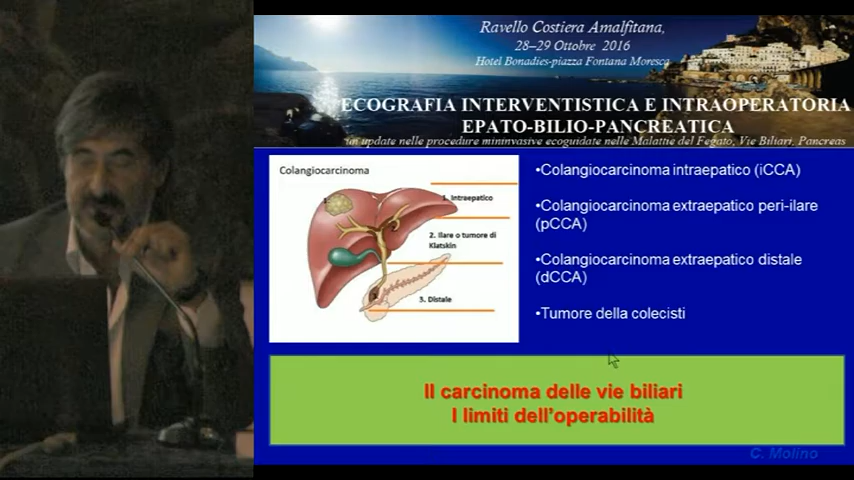 Ravello Costiera Amalfitana,
28-29 Ottobre 2016
Hotel Bonadies-piazza Fontana Moresca
ECOGRAFIA INTERVENTISTICA E INTRAOPERATORIA
EPATO-BILIO-PANCREATICA
un update nelle procedure mininvasive ecoguidate nelle Malattie del Fegato, Vie Biliari, Pancreas
Colangiocarcinoma
1
1. Intraepatico
2. Ilare o tumore di
Klatskin
3. Distale
•Colangiocarcinoma intraepatico (iCCA)
•Colangiocarcinoma extraepatico peri-ilare
(pCCA)
•Colangiocarcinoma extraepatico distale
(dCCA)
•Tumore della colecisti
Il carcinoma delle vie biliari
I limiti dell'operabilità
C. Molino